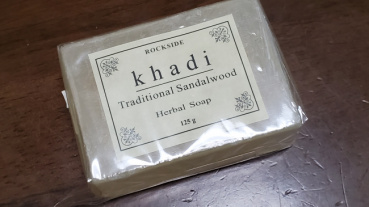 ROCKSIDE
khadi
Traditional Sandalwood
Herbal Soap
125 g